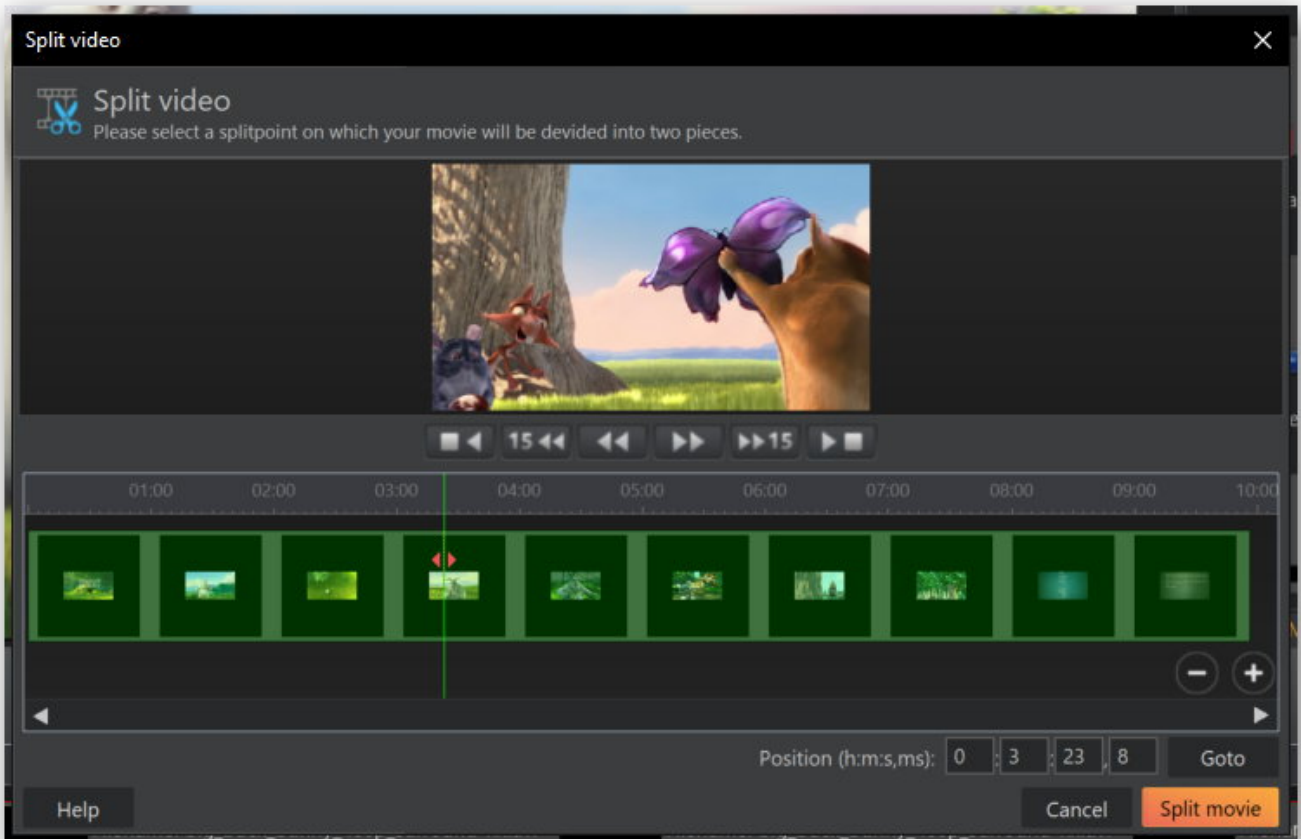 Split video
Split video
Please select a splitpoint on which your movie will be devided into two pieces.
15
15
01:00 02:00 03:00 04:00 05:00 06:00 07:00 08:00 09:00 10:00
Position (h:m:s,ms): 0 : 3 : 23 , 8 Goto
Help Cancel Split movie